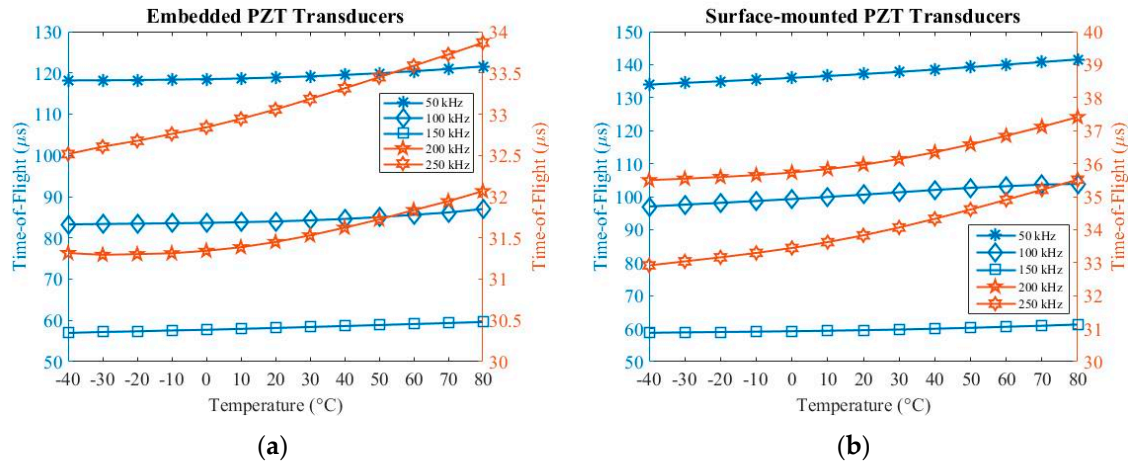 Embedded PZT Transducers
130
120
110
100
90
80
70
60
50
Time-of-Flight (μs)
34
33.5
33
32.5
32
31.5
31
30.5
30
Time-of-Flight (μs)
50 kHz
100 kHz
150 kHz
200 kHz
250 kHz
-40 -30 -20 -10 0 10 20 30 40 50 60 70 80
Temperature (°C)
(a)
Surface-mounted PZT Transducers
150
140
130
120
110
100
90
80
70
60
50
Time-of-Flight (μs)
40
39
38
37
36
35
34
33
32
31
30
Time-of-Flight (μs)
50 kHz
100 kHz
150 kHz
200 kHz
250 kHz
-40 -30 -20 -10 0 10 20 30 40 50 60 70 80
Temperature (°C)
(b)